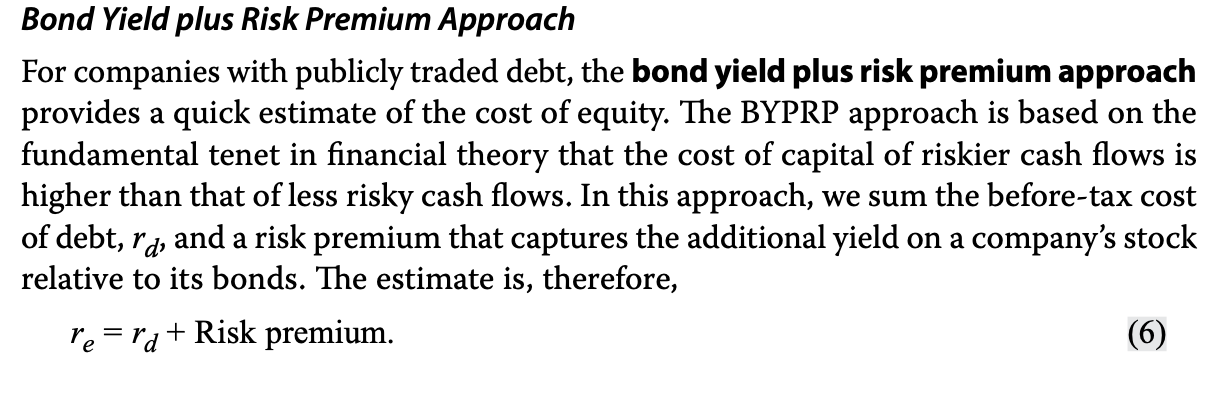 Bond Yield plus Risk Premium Approach
For companies with publicly traded debt, the bond yield plus risk premium approach
provides a quick estimate of the cost of equity. The BYPRP approach is based on the
fundamental tenet in financial theory that the cost of capital of riskier cash flows is
higher than that of less risky cash flows. In this approach, we sum the before-tax cost
of debt, r_d, and a risk premium that captures the additional yield on a company’s stock
relative to its bonds. The estimate is, therefore,
r_e = r_d + Risk premium. (6)